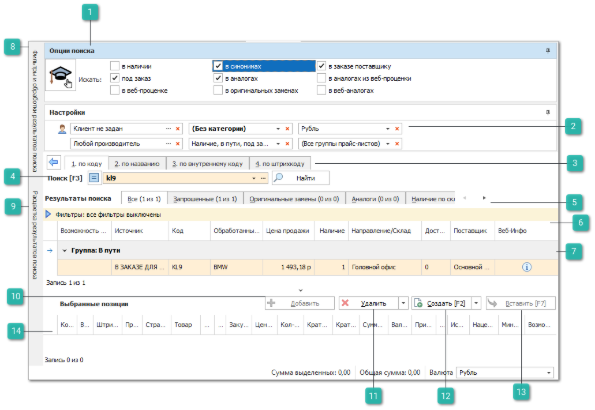 1
8
Опции поиска
Искать:
в наличии
в синонимах
в заказе поставщику
под заказ
в аналогах
в аналогах из веб-проценки
в веб-проценке
в оригинальных заменах
в веб-аналогах
Фильтры и обработки результатов поиска
Настройки
2
Клиент не задан
(Без категории)
Рубль
Любой производитель
Наличие, в пути, под за...
(Все группы прайс-листов)
3
1. по коду
2. по названию
3. по внутреннему коду
4. по штрихкоду
4
Поиск [F3]
kl9
Найти
9
5
Результаты поиска
Все (1 из 1)
Запрошенные (1 из 1)
Оригинальные замены (0 из 0)
Аналоги (0 из 0)
Наличие по ск
6
Фильтры: все фильтры выключены
Возможность ...
Источник
Код
Обработанны...
Цена продажи
Наличие
Направление/Склад
Дост...
Поставщик
Веб-Инфо
7
Группа: В пути
В ЗАКАЗЕ ДЛЯ ...
KL9
BMW
1 493,18 р
1
Головной офис
0
Основной ...
Запись 1 из 1
10
Выбранные позиции
Добавить
Удалить
Создать [F2]
Вставить [F7]
14
Ко...
В...
Штри...
Пр...
Стра...
Товар
...
...
Заку...
Цен...
Кол-...
Крат...
Крат...
Сумм...
Вал...
При...
...
Ис...
Наце...
Мин...
Возмо...
Запись 0 из 0
Сумма выделенных: 0,00
Общая сумма: 0,00
Валюта
Рубль
11
12
13